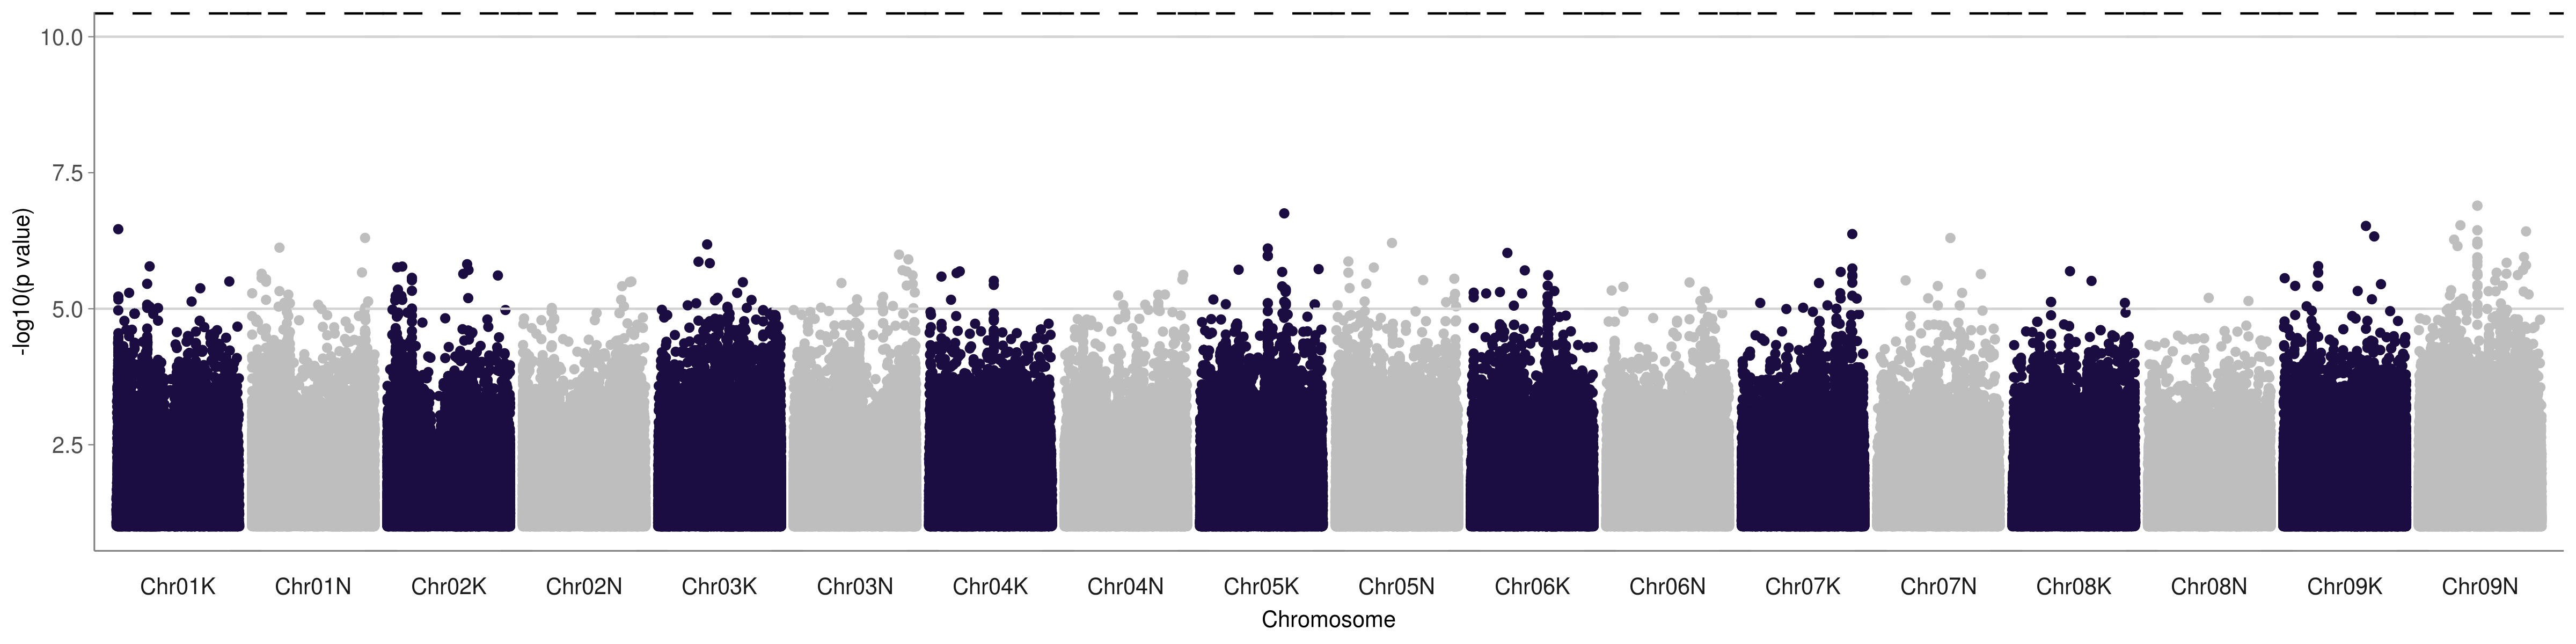 10.0
7.5
5.0
2.5
-log10(p value)
Chr01K Chr01N Chr02K Chr02N Chr03K Chr03N Chr04K Chr04N Chr05K Chr05N Chr06K Chr06N Chr07K Chr07N Chr08K Chr08N Chr09K Chr09N
Chromosome